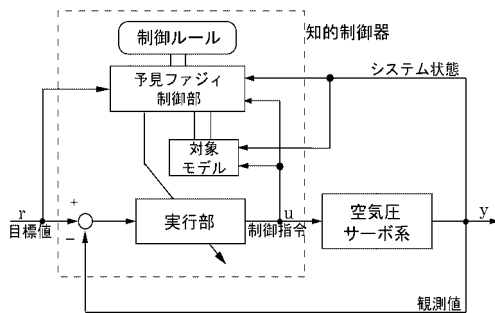 制御ルール
知的制御器
予見ファジィ
制御部
システム状態
対象
モデル
r
目標値
+
−
実行部
u
制御指令
空気圧
サーボ系
y
観測値